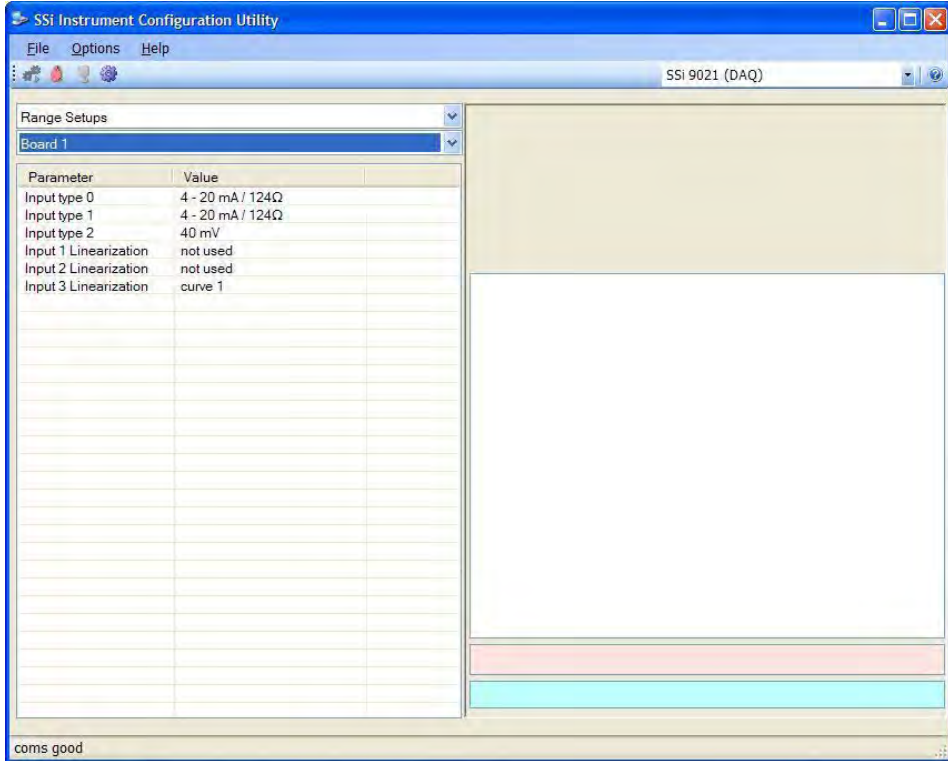 SSi Instrument Configuration Utility
File Options Help
SSi 9021 (DAQ)
Range Setups
Board 1
Parameter Value
Input type 0 4 - 20 mA / 124Ω
Input type 1 4 - 20 mA / 124Ω
Input type 2 40 mV
Input 1 Linearization not used
Input 2 Linearization not used
Input 3 Linearization curve 1
coms good